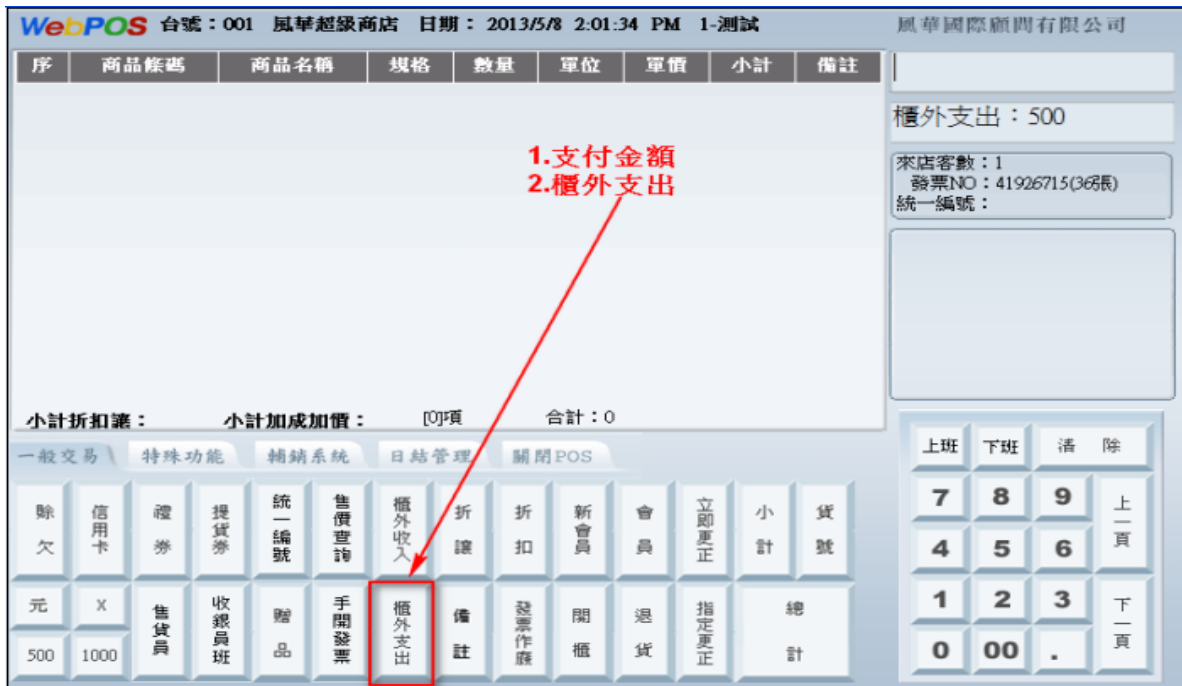 WebPOS 台號：001 風華超級商店 日期： 2013/5/8 2:01:34 PM 1-測試
風華國際顧問有限公司
序 商品條碼 商品名稱 規格 數量 單位 單價 小計 備註
櫃外支出：500
1.支付金額
2.櫃外支出
來店客數：1
發票NO：41926715(36張)
統一編號：
小計折扣讓： 小計加成加價： [0]項 合計：0
一般交易 特殊功能 輔銷系統 日結管理 關閉POS
上班 下班 清 除
賒欠 信用卡 禮券 提貨券 統一編號 售價查詢 櫃外收入 折讓 折扣 新會員 會員 立即更正 小計 貨號
7 8 9 上一頁
4 5 6
元 X 售貨員 收銀員班 贈品 手開發票 櫃外支出 備註 發票作廢 開櫃 退貨 指定更正 總計
500 1000
1 2 3 下一頁
0 00 .